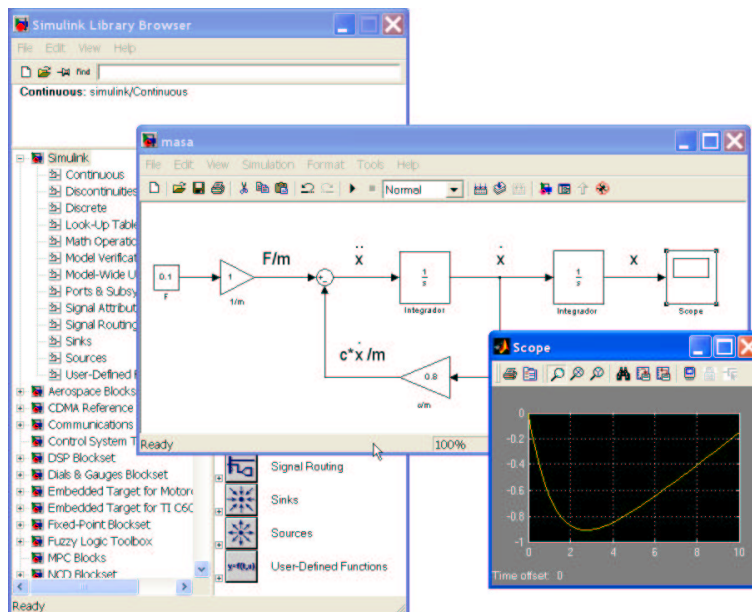 Simulink Library Browser
File Edit View Help
Find
Continuous: simulink/Continuous
Simulink
Continuous
Discontinuities
Discrete
Look-Up Table
Math Operatio
Model Verificat
Model-Wide U
Ports & Subsy
Signal Attribut
Signal Routing
Sinks
Sources
User-Defined F
Aerospace Blocks
CDMA Reference
Communications
Control System T
DSP Blockset
Dials & Gauges Blockset
Embedded Target for Motor
Embedded Target for TI C60
Fixed-Point Blockset
Fuzzy Logic Toolbox
MPC Blocks
NCD Blockset
Signal Routing
Sinks
Sources
y=f(0,u)
User-Defined Functions
Ready
masa
File Edit View Simulation Format Tools Help
Normal
0.1
F
1
1/m
F/m
ẍ
1/s
Integrador
ẋ
1/s
Integrador
x
Scope
c*ẋ/m
0.8
c/m
Ready
100%
Scope
0
-0.2
-0.4
-0.6
-0.8
-1
0 2 4 6 8 10
Time offset: 0